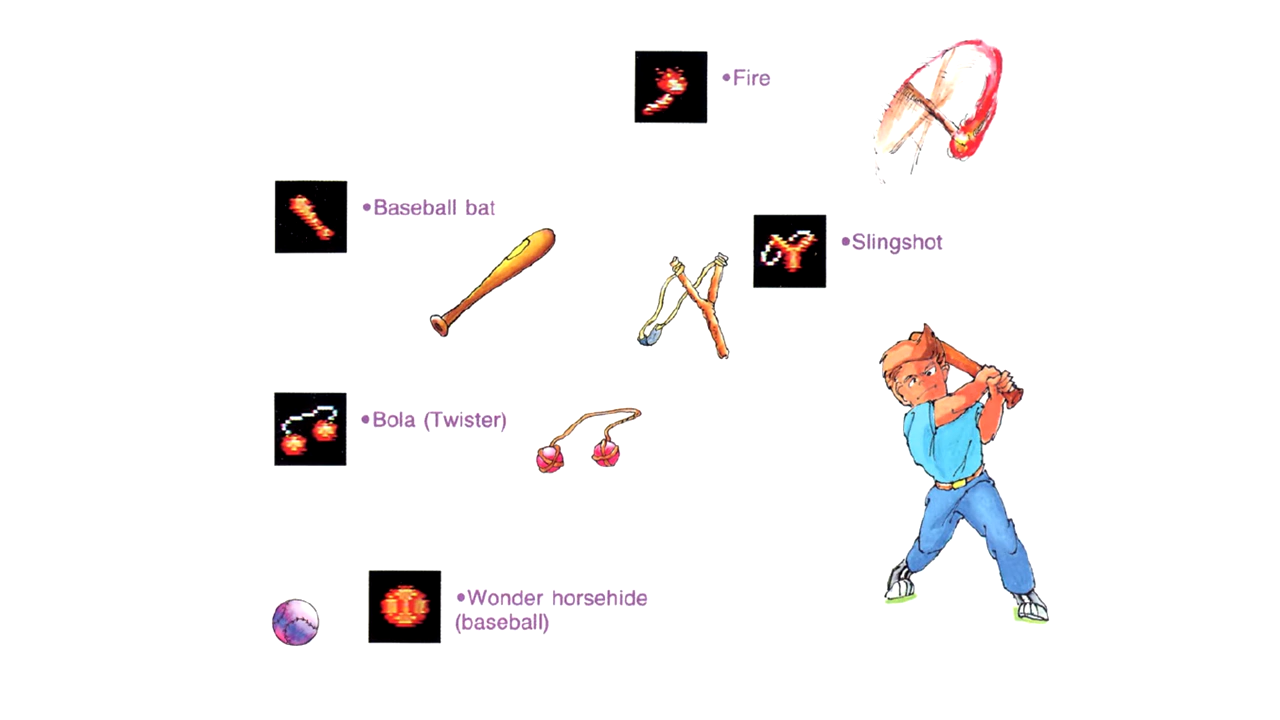 •Fire
•Baseball bat
•Slingshot
•Bola (Twister)
•Wonder horsehide
(baseball)